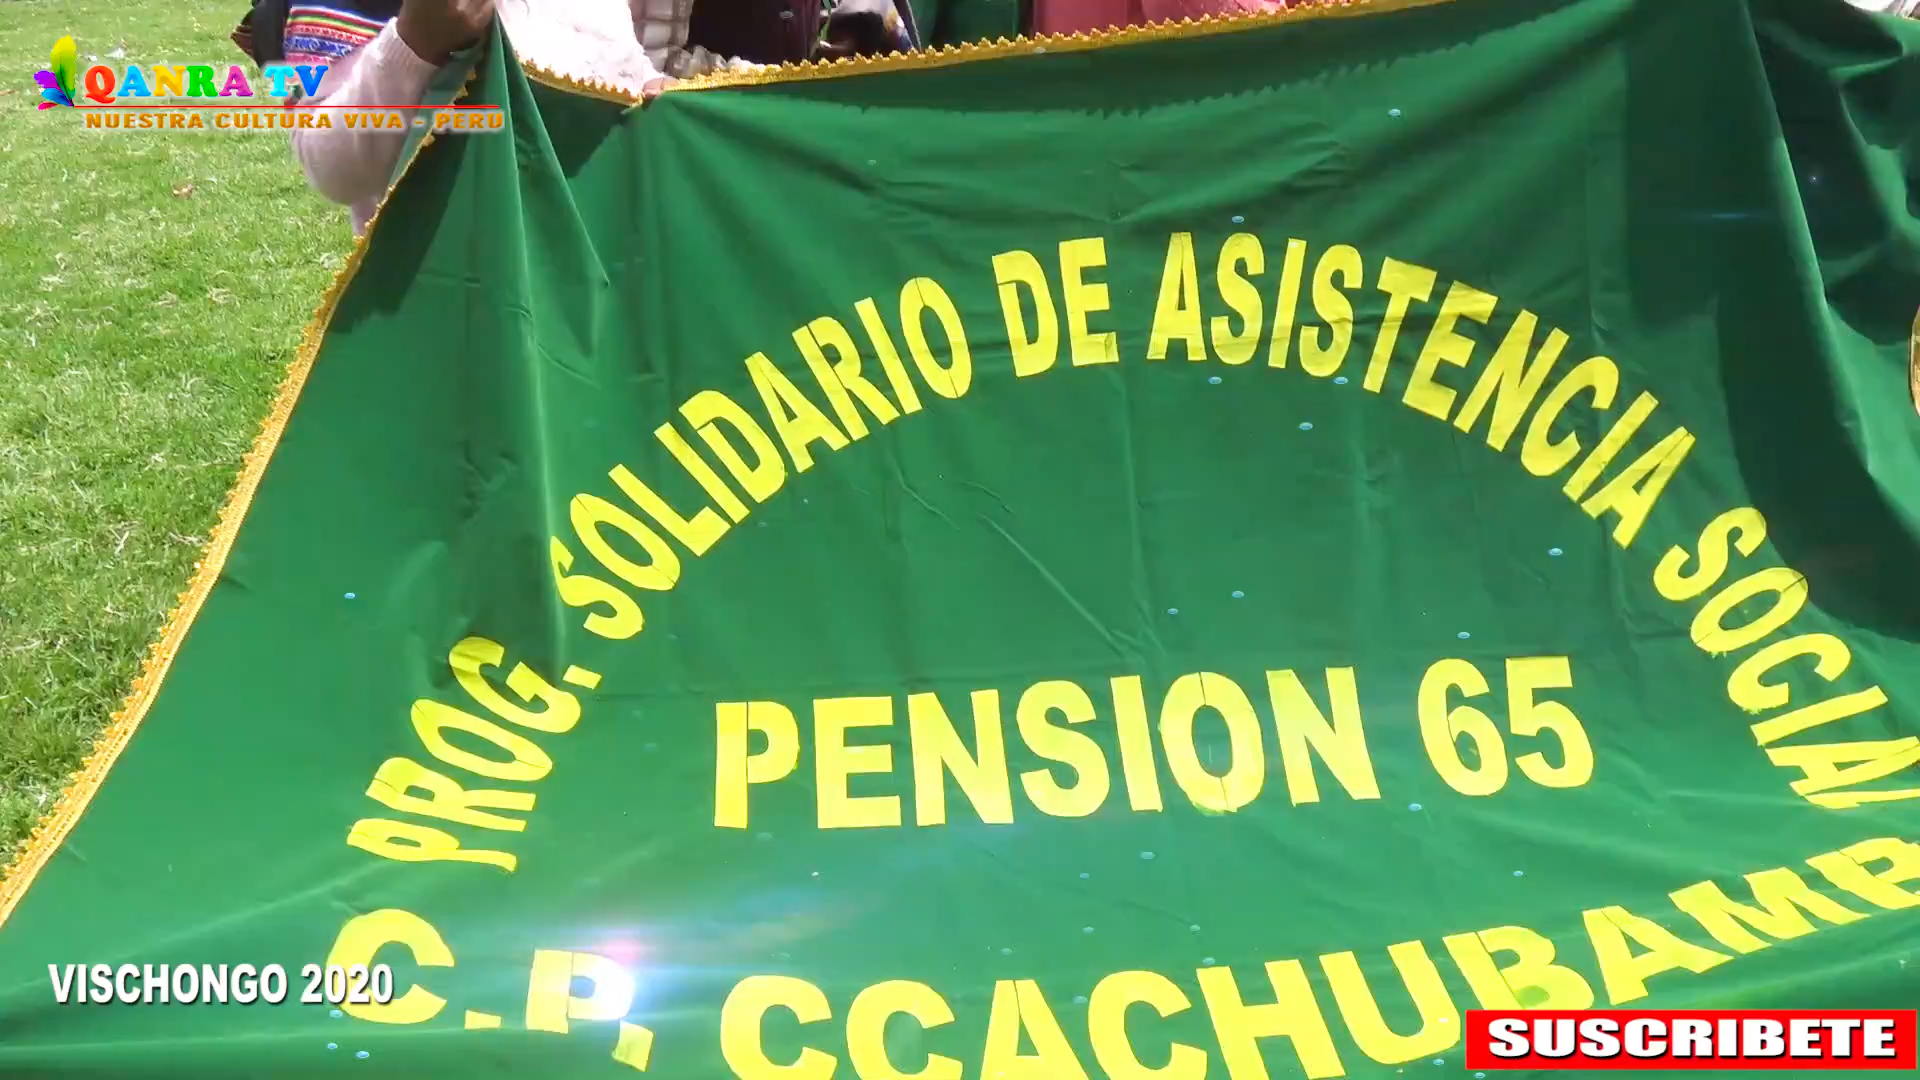 QANRA TV
NUESTRA CULTURA VIVA - PERU
PROG. SOLIDARIO DE ASISTENCIA SOCIAL
PENSION 65
C.P. CCACHUBAMB
VISCHONGO 2020
SUSCRIBETE